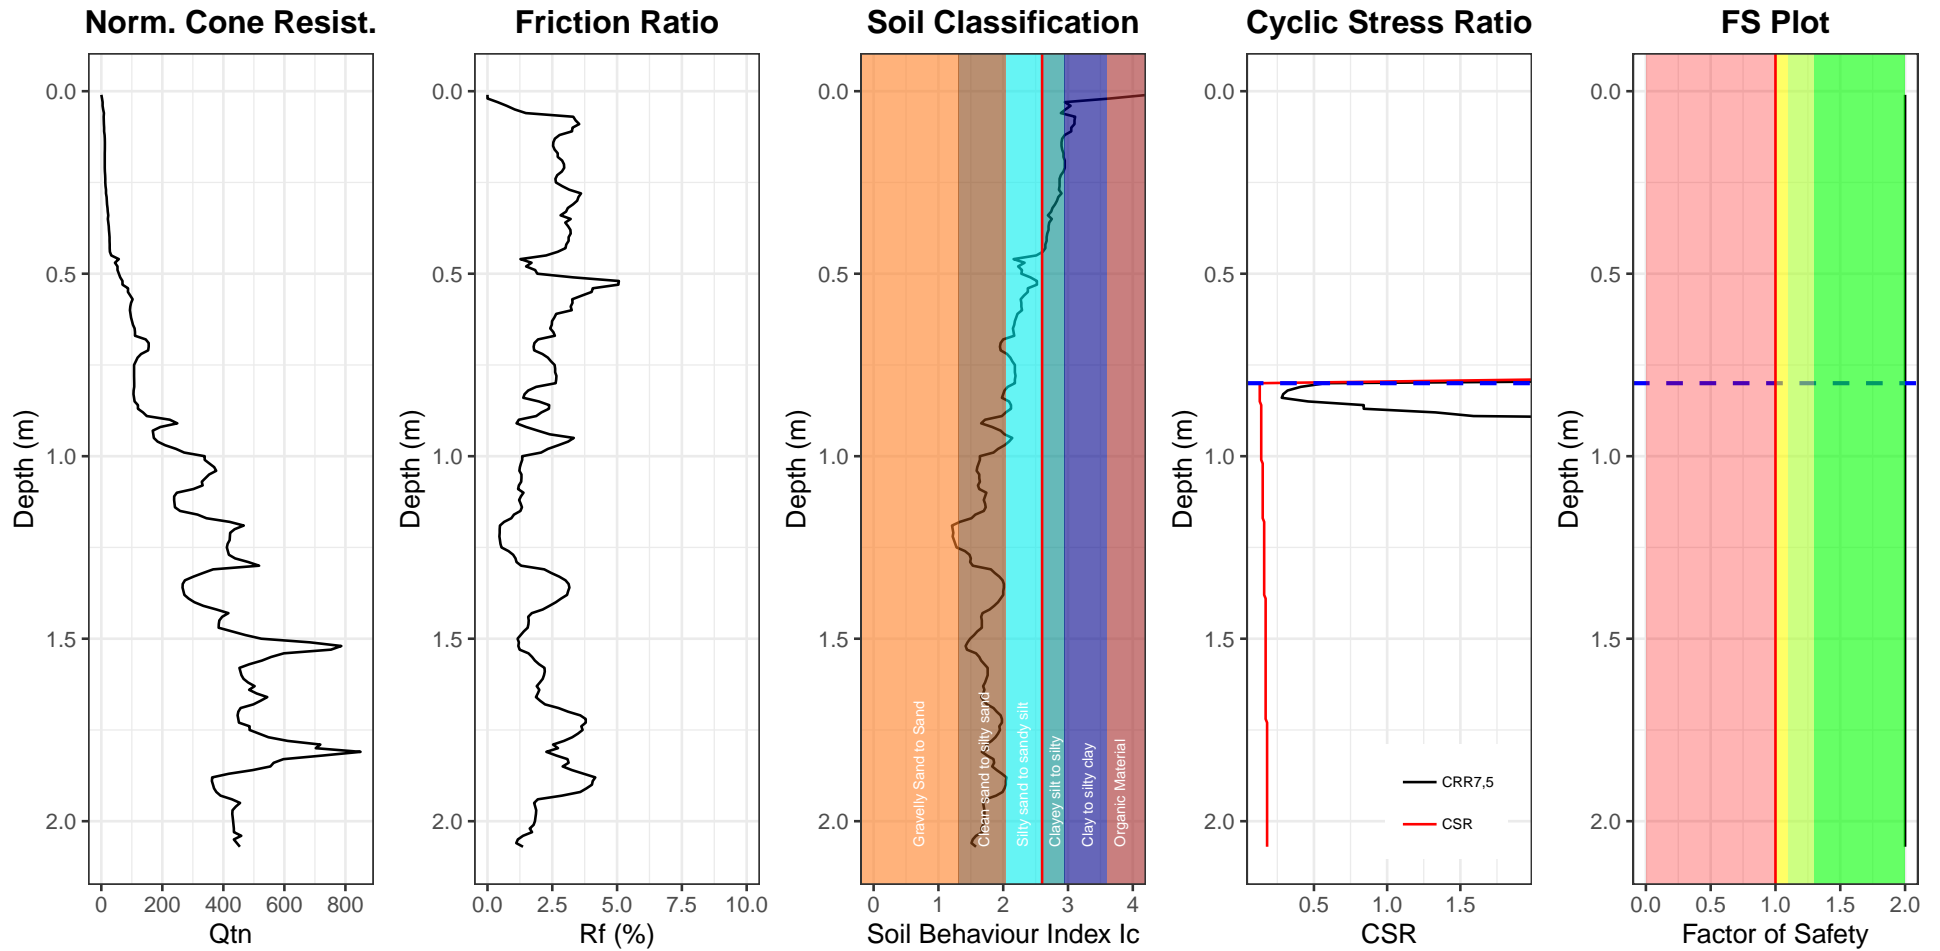 Norm. Cone Resist.
Friction Ratio
Soil Classification
Cyclic Stress Ratio
FS Plot
0.0
0.5
1.0
1.5
2.0
Depth (m)
0
200
400
600
800
Qtn
0.0
0.5
1.0
1.5
2.0
Depth (m)
0.0
2.5
5.0
7.5
10.0
Rf (%)
0.0
0.5
1.0
1.5
2.0
Depth (m)
Gravelly Sand to Sand
Clean sand to silty sand
Silty sand to sandy silt
Clayey silt to silty
Clay to silty clay
Organic Material
0
1
2
3
4
Soil Behaviour Index Ic
0.0
0.5
1.0
1.5
2.0
Depth (m)
CRR7,5
CSR
0.5
1.0
1.5
CSR
0.0
0.5
1.0
1.5
2.0
Depth (m)
0.0
0.5
1.0
1.5
2.0
Factor of Safety